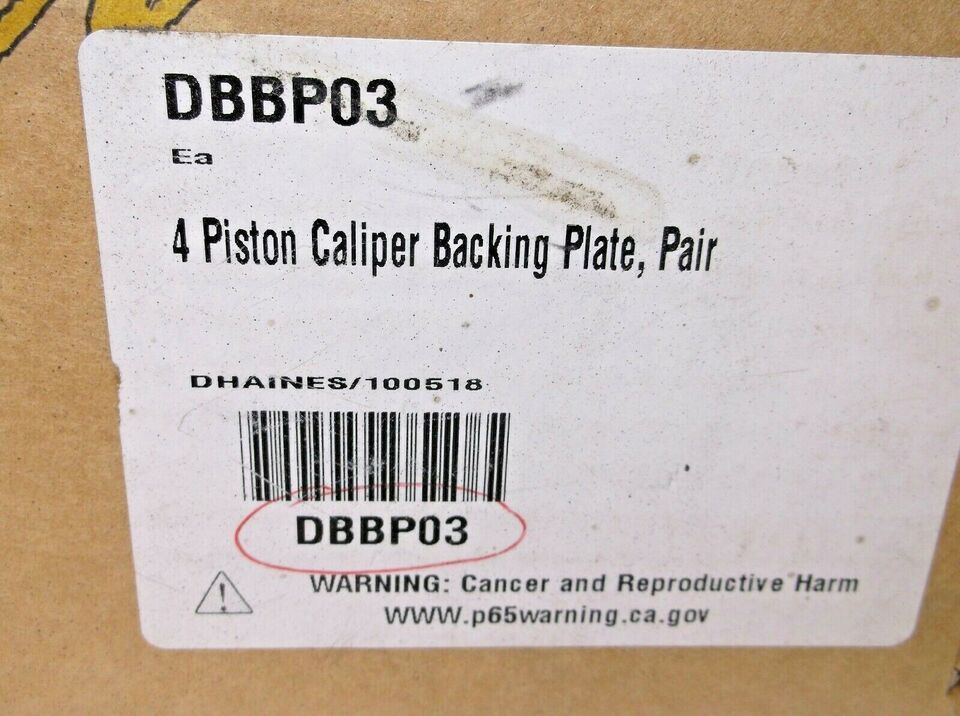 DBBP03
Ea
4 Piston Caliper Backing Plate, Pair
DHAINES/100518
DBBP03
WARNING: Cancer and Reproductive Harm
WWW.p65warning.ca.gov